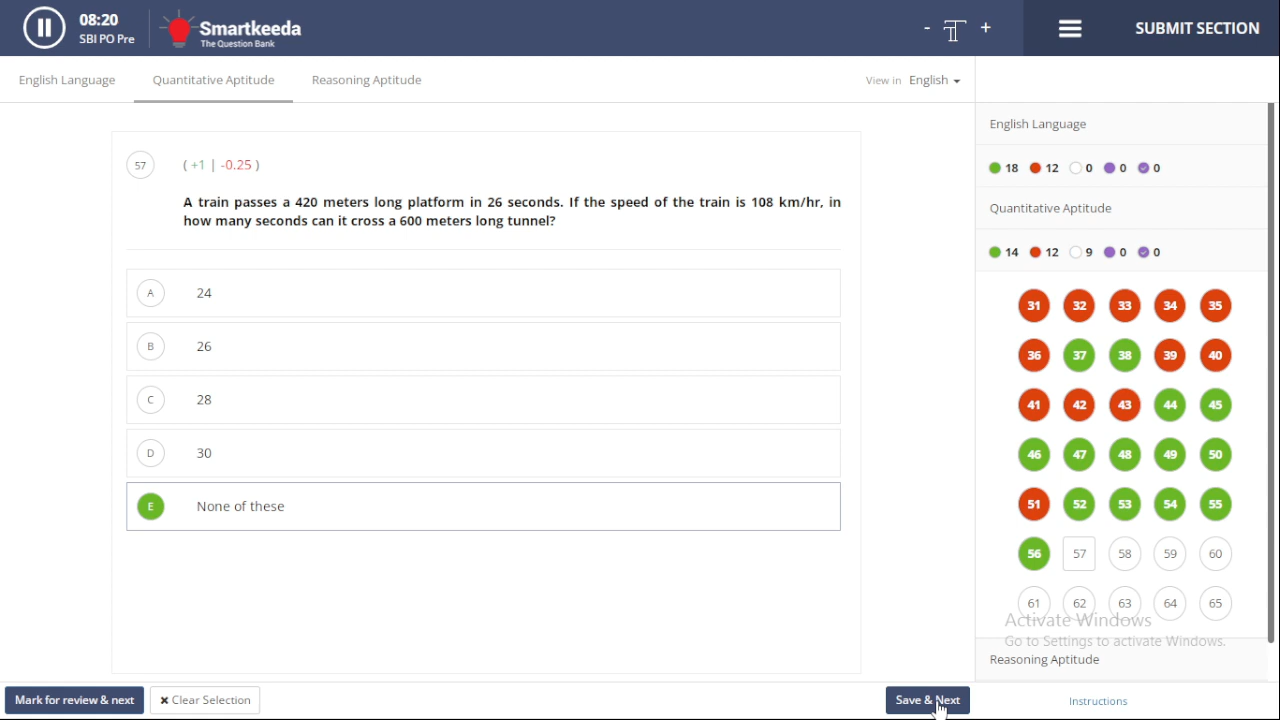 08:20
SBI PO Pre
Smartkeeda
The Question Bank
- T +
SUBMIT SECTION
English Language
Quantitative Aptitude
Reasoning Aptitude
View in English
57
( +1 | -0.25 )
A train passes a 420 meters long platform in 26 seconds. If the speed of the train is 108 km/hr, in
how many seconds can it cross a 600 meters long tunnel?
A 24
B 26
C 28
D 30
E None of these
Mark for review & next
✖ Clear Selection
Save & Next
English Language
18 12 0 0 0
Quantitative Aptitude
14 12 9 0 0
31 32 33 34 35
36 37 38 39 40
41 42 43 44 45
46 47 48 49 50
51 52 53 54 55
56 57 58 59 60
61 62 63 64 65
Activate Windows
Go to Settings to activate Windows.
Reasoning Aptitude
Instructions